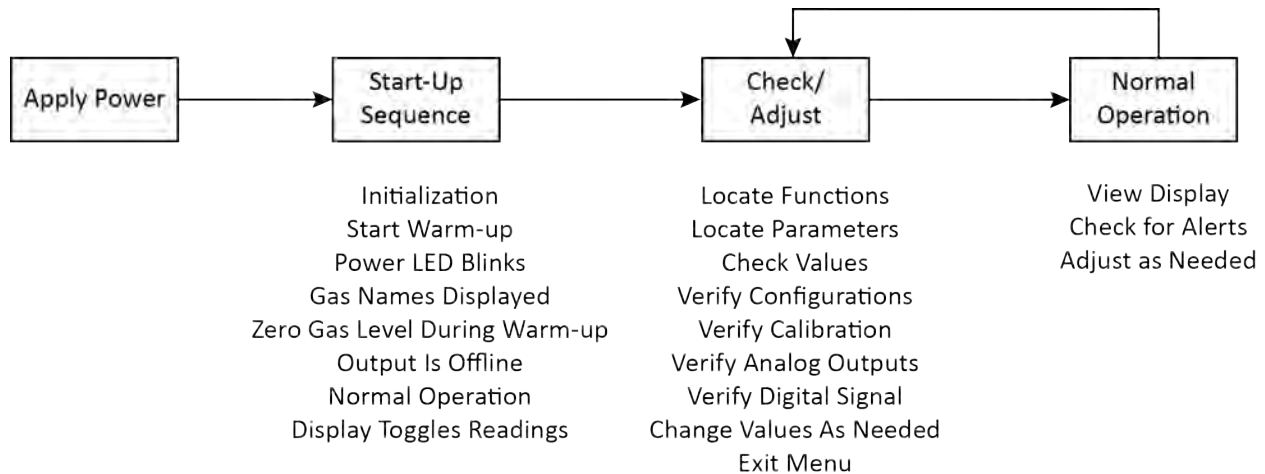 Apply Power
Start-Up
Sequence
Check/
Adjust
Normal
Operation
Initialization
Start Warm-up
Power LED Blinks
Gas Names Displayed
Zero Gas Level During Warm-up
Output Is Offline
Normal Operation
Display Toggles Readings
Locate Functions
Locate Parameters
Check Values
Verify Configurations
Verify Calibration
Verify Analog Outputs
Verify Digital Signal
Change Values As Needed
Exit Menu
View Display
Check for Alerts
Adjust as Needed